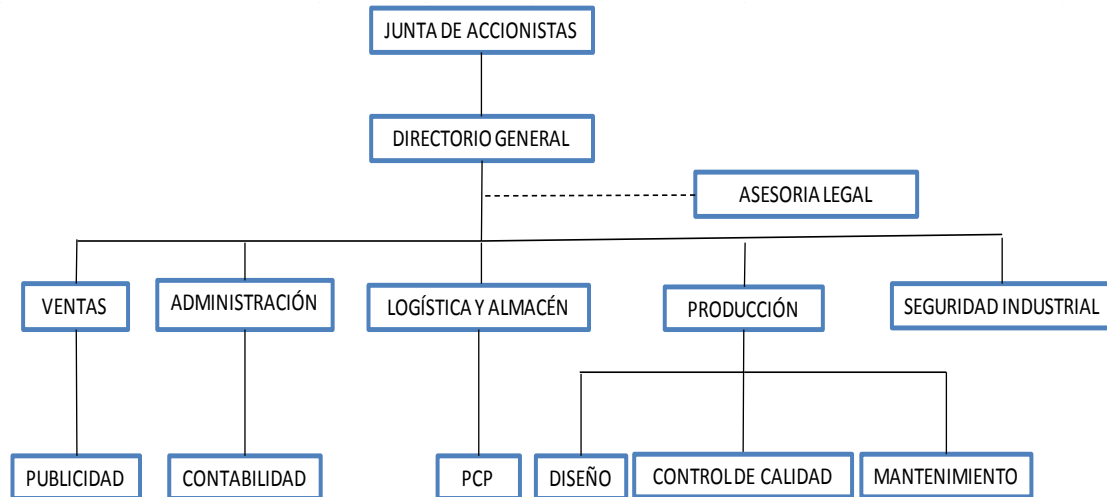 JUNTA DE ACCIONISTAS
DIRECTORIO GENERAL
ASESORIA LEGAL
VENTAS
ADMINISTRACIÓN
LOGÍSTICA Y ALMACÉN
PRODUCCIÓN
SEGURIDAD INDUSTRIAL
PUBLICIDAD
CONTABILIDAD
PCP
DISEÑO
CONTROL DE CALIDAD
MANTENIMIENTO